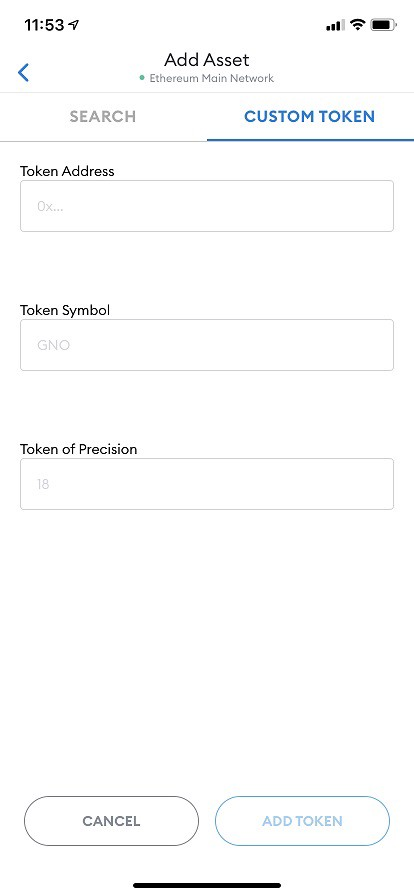 11:53
Add Asset
Ethereum Main Network
SEARCH
CUSTOM TOKEN
Token Address
0x...
Token Symbol
GNO
Token of Precision
18
CANCEL
ADD TOKEN